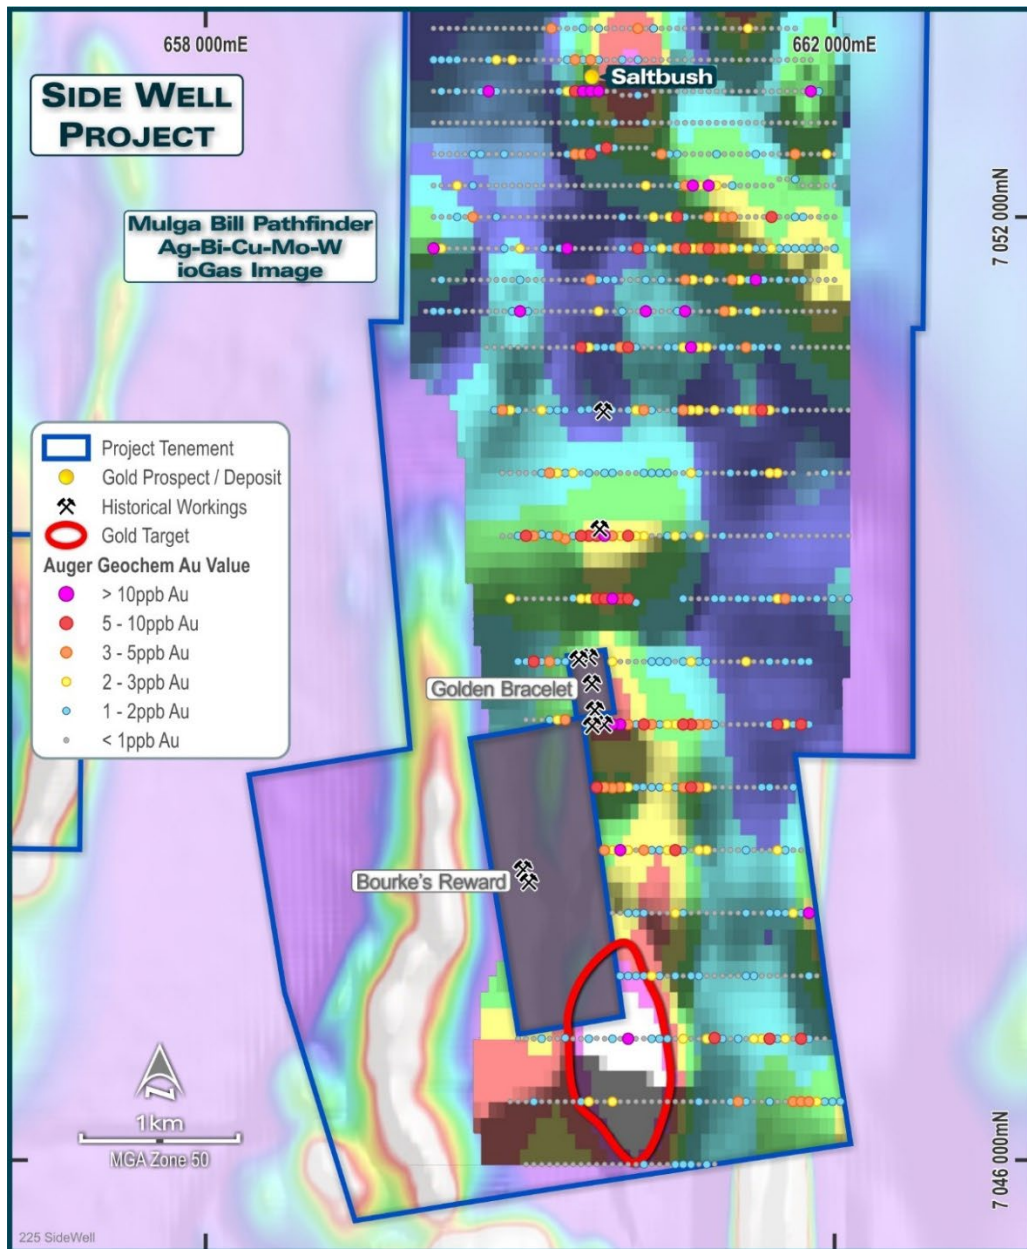 658 000mE
662 000mE
SIDE WELL
PROJECT
Saltbush
Mulga Bill Pathfinder
Ag-Bi-Cu-Mo-W
ioGas Image
7 052 000mN
Project Tenement
Gold Prospect / Deposit
Historical Workings
Gold Target
Auger Geochem Au Value
> 10ppb Au
5 - 10ppb Au
3 - 5ppb Au
2 - 3ppb Au
1 - 2ppb Au
< 1ppb Au
Golden Bracelet
Bourke's Reward
N
1km
MGA Zone 50
7 046 000mN
225 SideWell